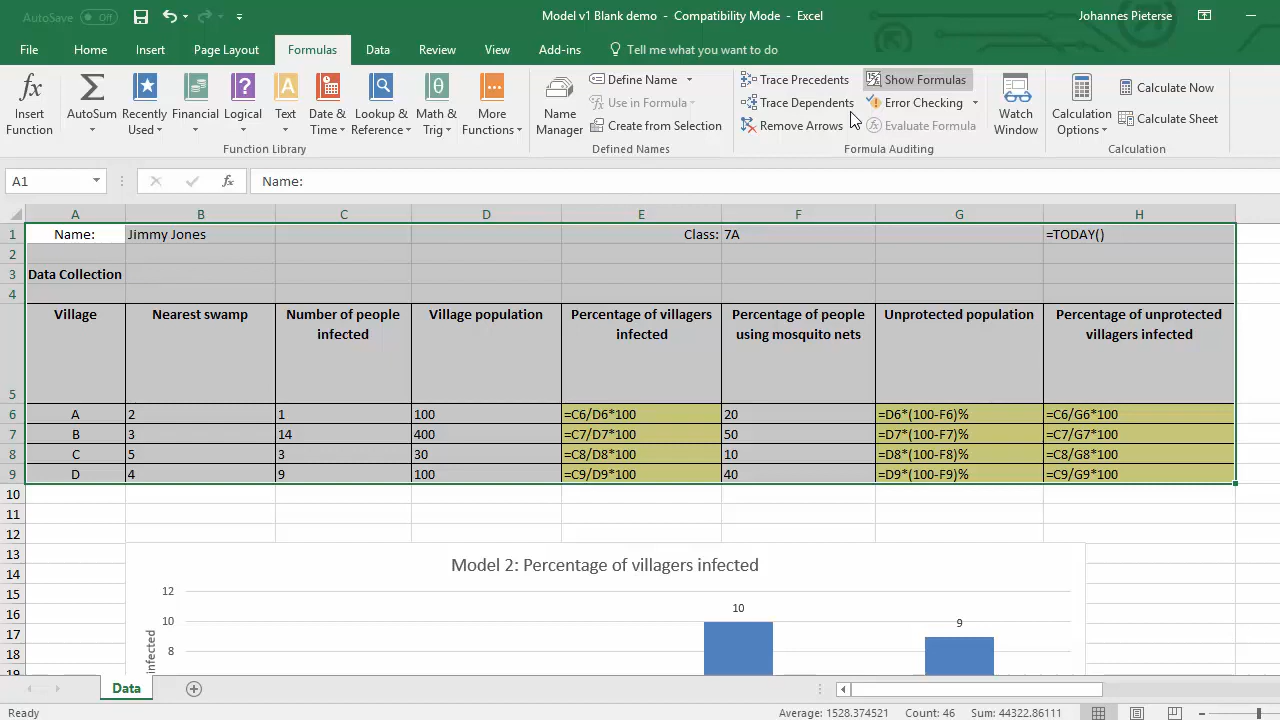 AutoSave Off Model v1 Blank demo - Compatibility Mode - Excel Johannes Pieterse
File Home Insert Page Layout Formulas Data Review View Add-ins Tell me what you want to do
Insert Function
AutoSum
Recently Used
Financial
Logical
Text
Date & Time
Lookup & Reference
Math & Trig
More Functions
Function Library
Name Manager
Define Name
Use in Formula
Create from Selection
Defined Names
Trace Precedents
Trace Dependents
Remove Arrows
Show Formulas
Error Checking
Evaluate Formula
Formula Auditing
Watch Window
Calculation Options
Calculate Now
Calculate Sheet
Calculation
A1 fx Name:
A B C D E F G H
1 Name: Jimmy Jones Class: 7A =TODAY()
2
3 Data Collection
4
5 Village Nearest swamp Number of people infected Village population Percentage of villagers infected Percentage of people using mosquito nets Unprotected population Percentage of unprotected villagers infected
6 A 2 1 100 =C6/D6*100 20 =D6*(100-F6)% =C6/G6*100
7 B 3 14 400 =C7/D7*100 50 =D7*(100-F7)% =C7/G7*100
8 C 5 3 30 =C8/D8*100 10 =D8*(100-F8)% =C8/G8*100
9 D 4 9 100 =C9/D9*100 40 =D9*(100-F9)% =C9/G9*100
10
11
12
13
14
15
16
17
18
19
Model 2: Percentage of villagers infected
12
10
8
infected
10
9
Data
Ready Average: 1528.374521 Count: 46 Sum: 44322.86111